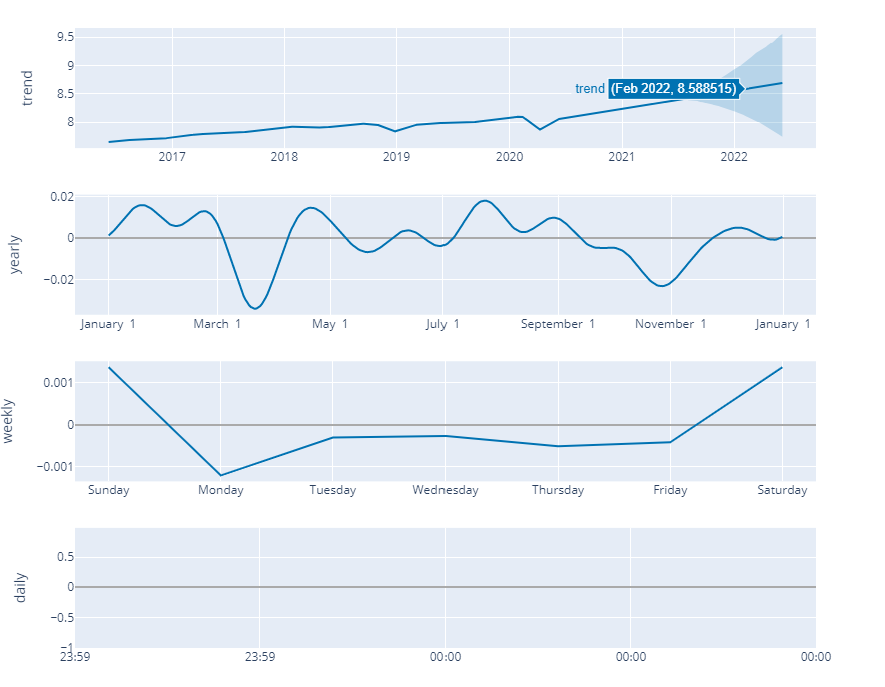 9.5
9
8.5
8
trend
trend (Feb 2022, 8.588515)
2017 2018 2019 2020 2021 2022
0.02
0
−0.02
yearly
January 1 March 1 May 1 July 1 September 1 November 1 January 1
0.001
0
−0.001
weekly
Sunday Monday Tuesday Wednesday Thursday Friday Saturday
0.5
0
−0.5
−1
daily
23:59 23:59 00:00 00:00 00:00